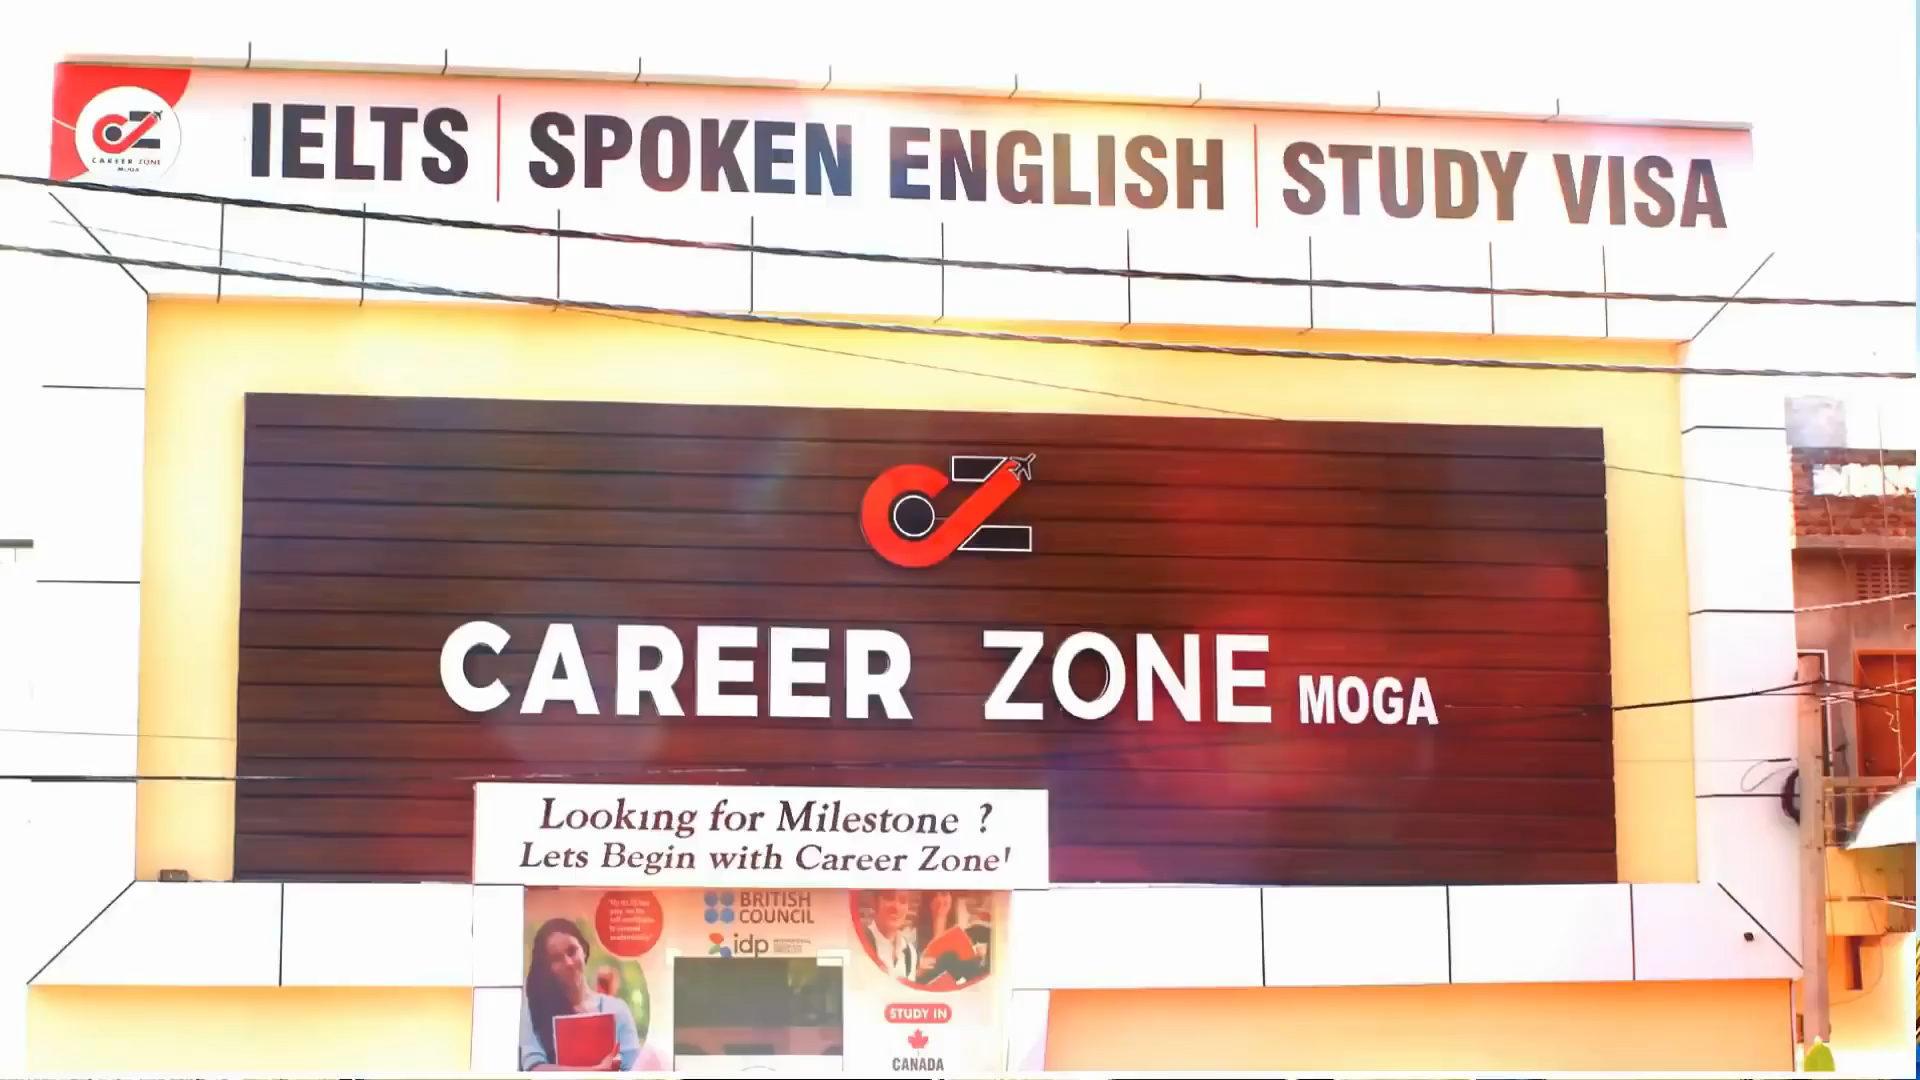 IELTS | SPOKEN ENGLISH | STUDY VISA
CAREER ZONE
MOGA
CAREER ZONE MOGA
Looking for Milestone ?
Lets Begin with Career Zone!
BRITISH
COUNCIL
idp
STUDY IN
CANADA